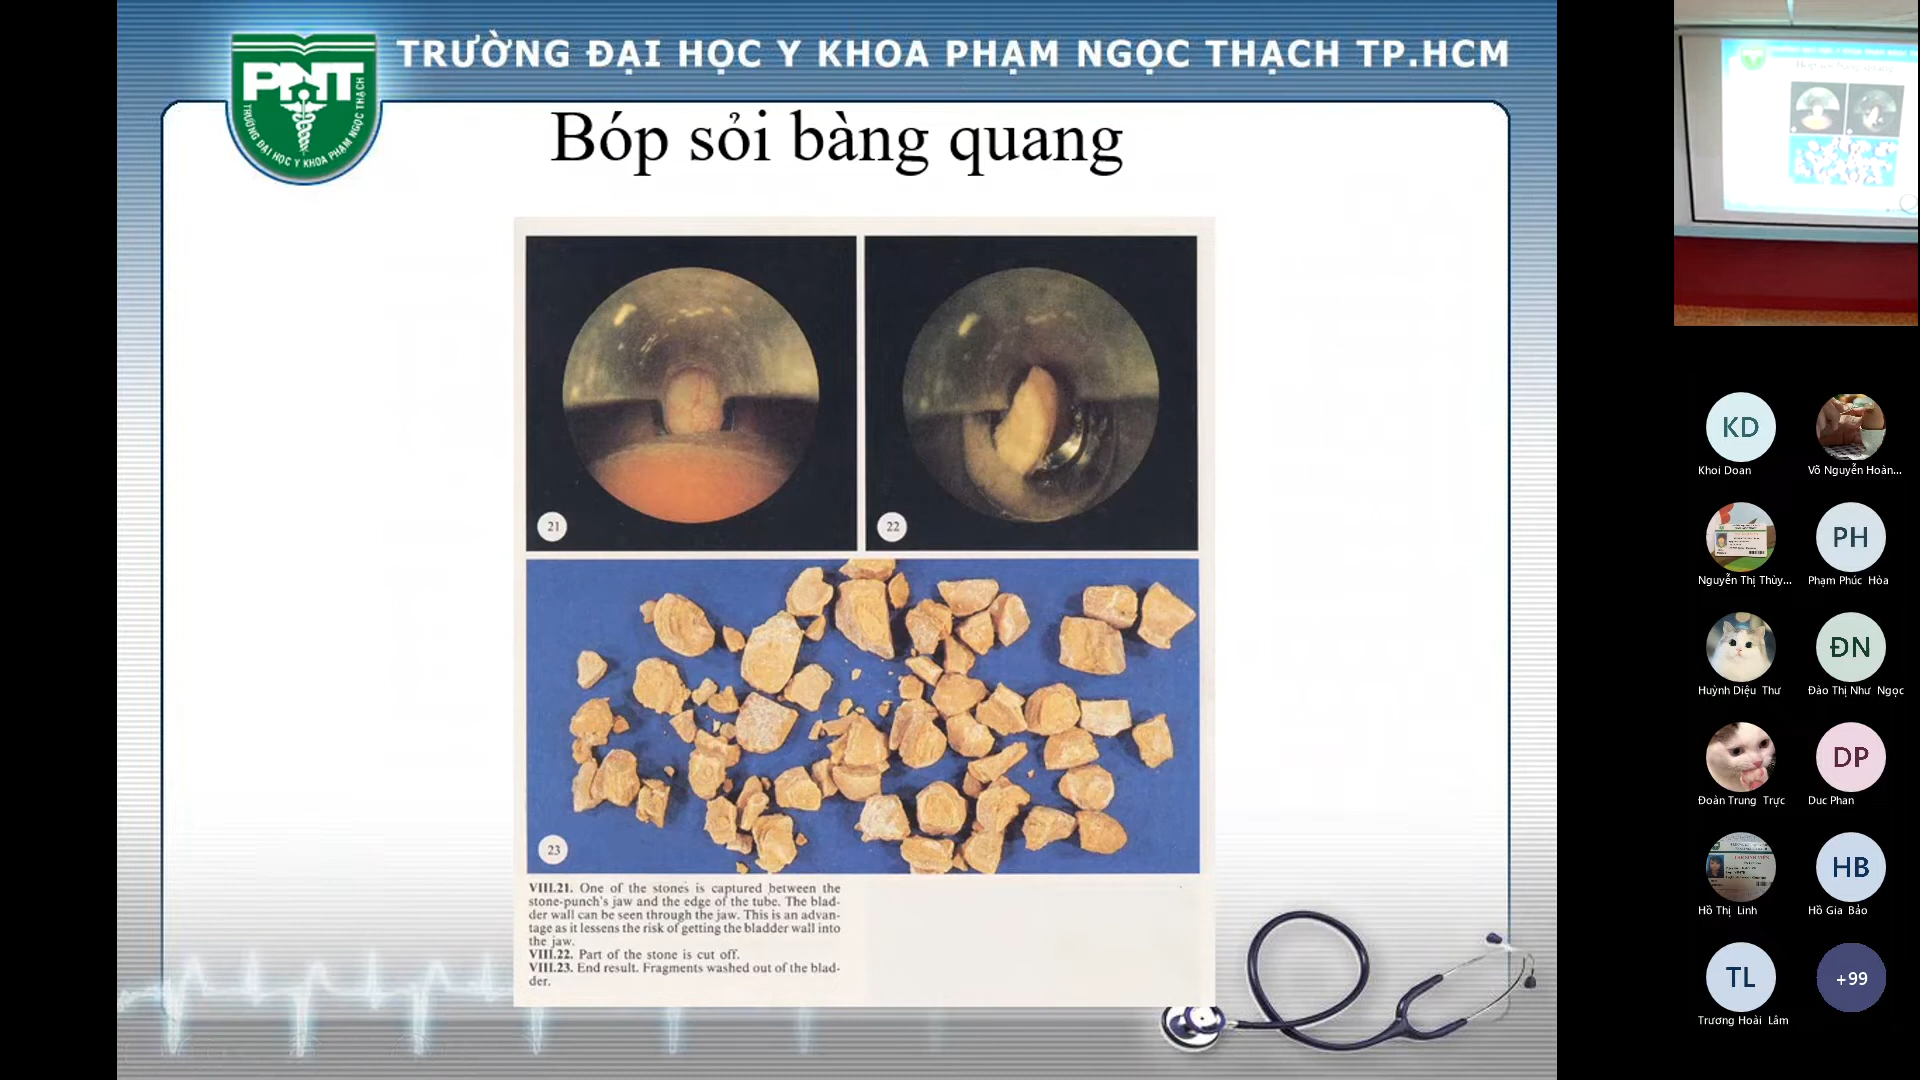 TRƯỜNG ĐẠI HỌC Y KHOA PHẠM NGỌC THẠCH TP.HCM
PNT
TRƯỜNG ĐẠI HỌC Y KHOA PHẠM NGỌC THẠCH
Bóp sỏi bàng quang
21
22
23
VIII.21. One of the stones is captured between the
stone-punch's jaw and the edge of the tube. The blad-
der wall can be seen through the jaw. This is an advan-
tage as it lessens the risk of getting the bladder wall into
the jaw.
VIII.22. Part of the stone is cut off.
VIII.23. End result. Fragments washed out of the blad-
der.
KD
Khoi Doan
Võ Nguyễn Hoàn...
Nguyễn Thị Thùy...
PH
Phạm Phúc Hòa
Huỳnh Diệu Thư
ĐN
Đào Thị Như Ngọc
Đoàn Trung Trực
DP
Duc Phan
Hồ Thị Linh
HB
Hồ Gia Bảo
TL
Trương Hoài Lâm
+99